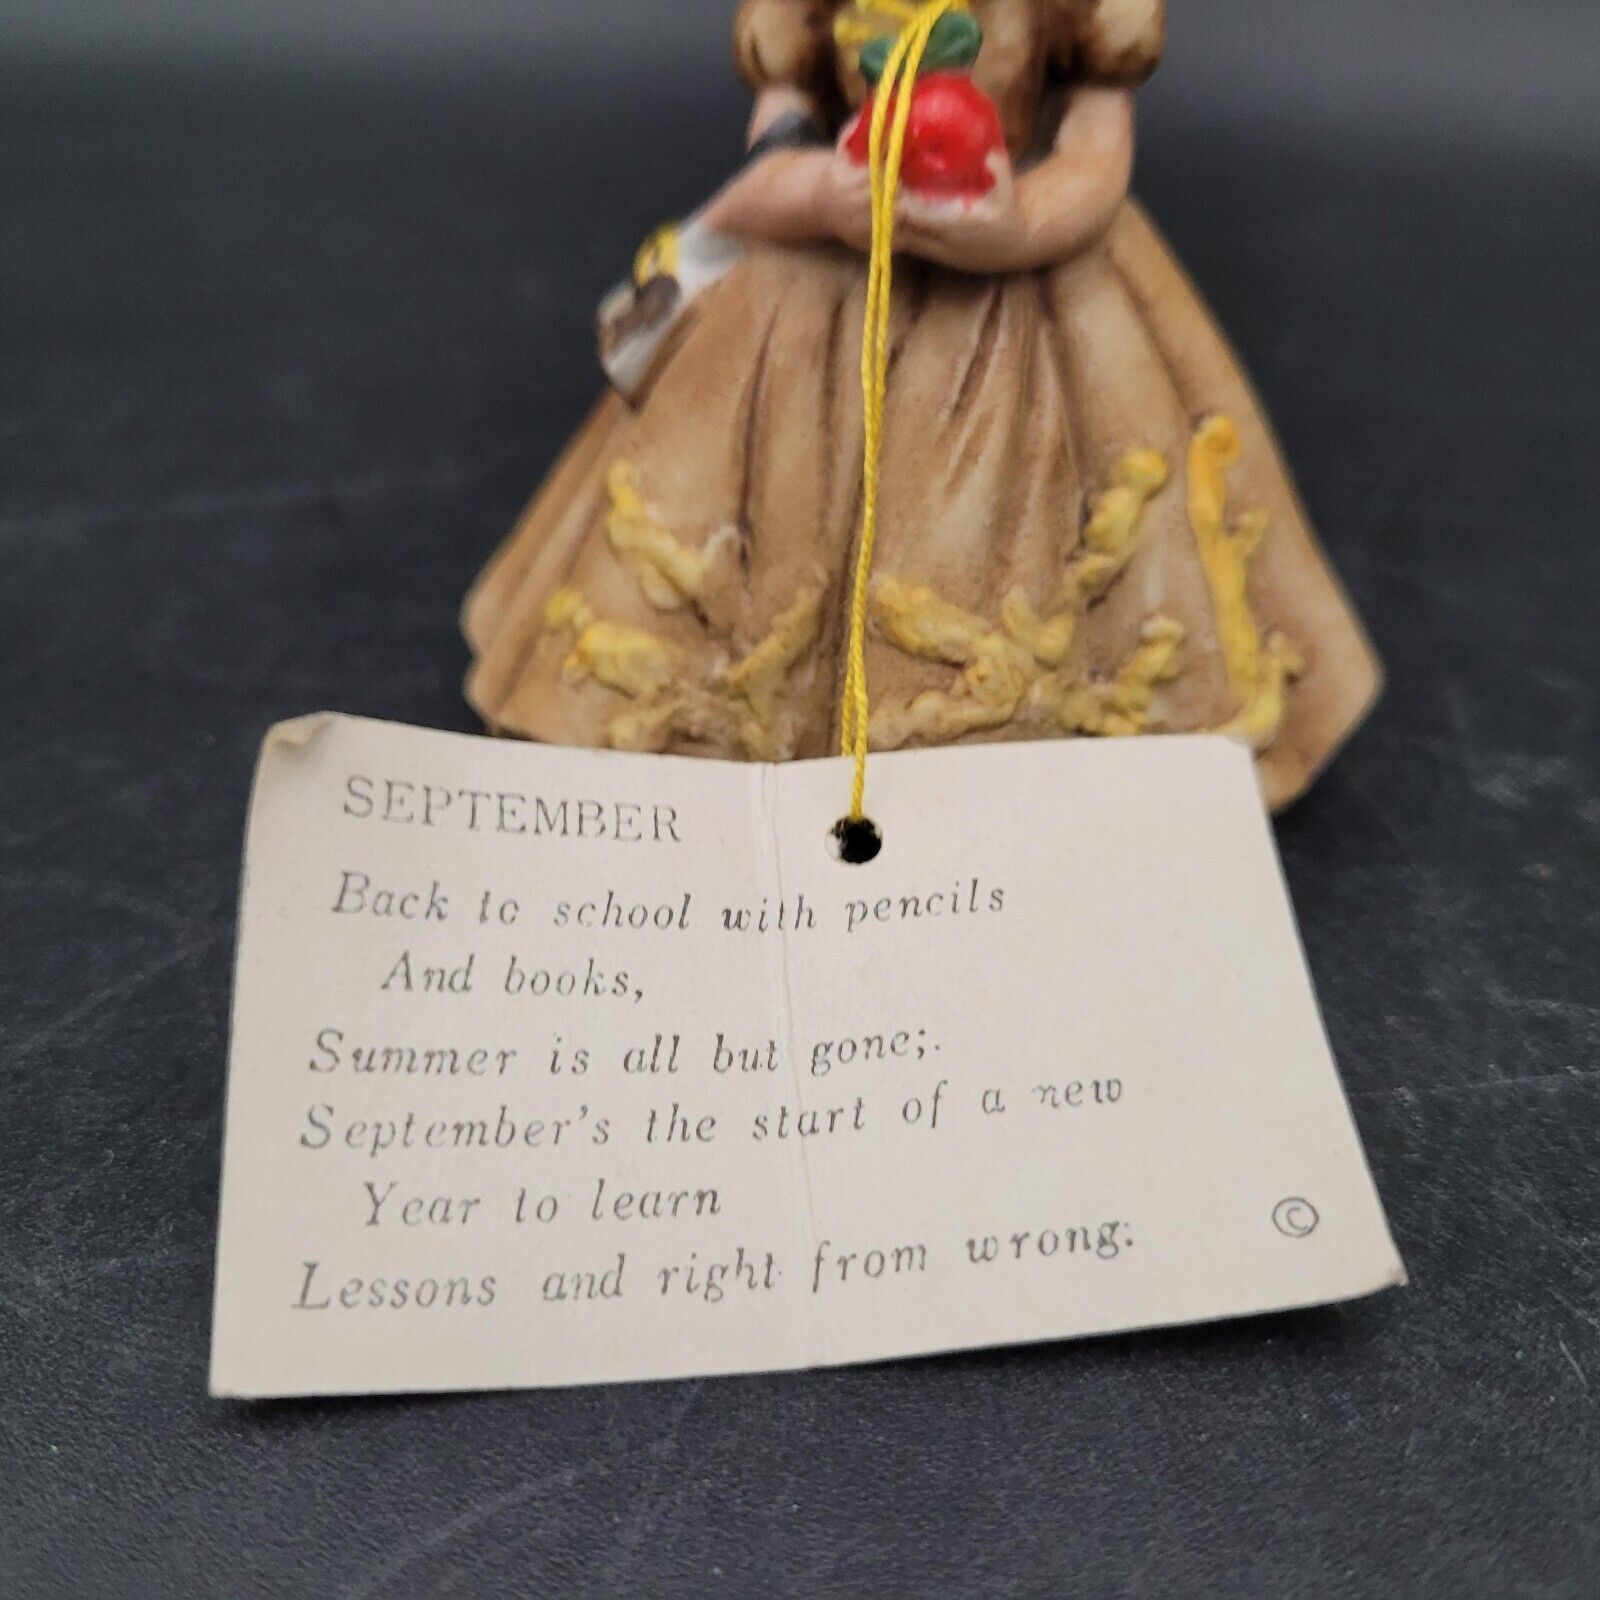 SEPTEMBER
Back to school with pencils
And books,
Summer is all but gone;.
September's the start of a new
Year to learn
Lessons and right from wrong:
©